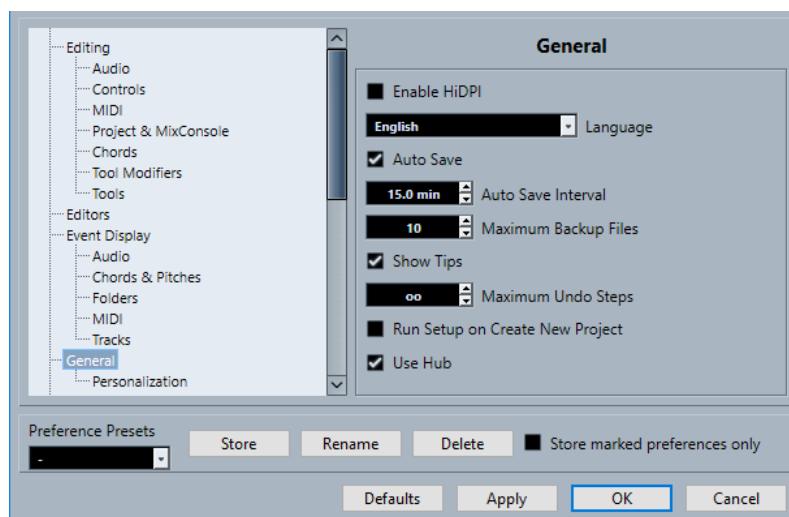 Editing
Audio
Controls
MIDI
Project & MixConsole
Chords
Tool Modifiers
Tools
Editors
Event Display
Audio
Chords & Pitches
Folders
MIDI
Tracks
General
Personalization
General
Enable HiDPI
English Language
Auto Save
15.0 min Auto Save Interval
10 Maximum Backup Files
Show Tips
oo Maximum Undo Steps
Run Setup on Create New Project
Use Hub
Preference Presets
-
Store Rename Delete Store marked preferences only
Defaults Apply OK Cancel